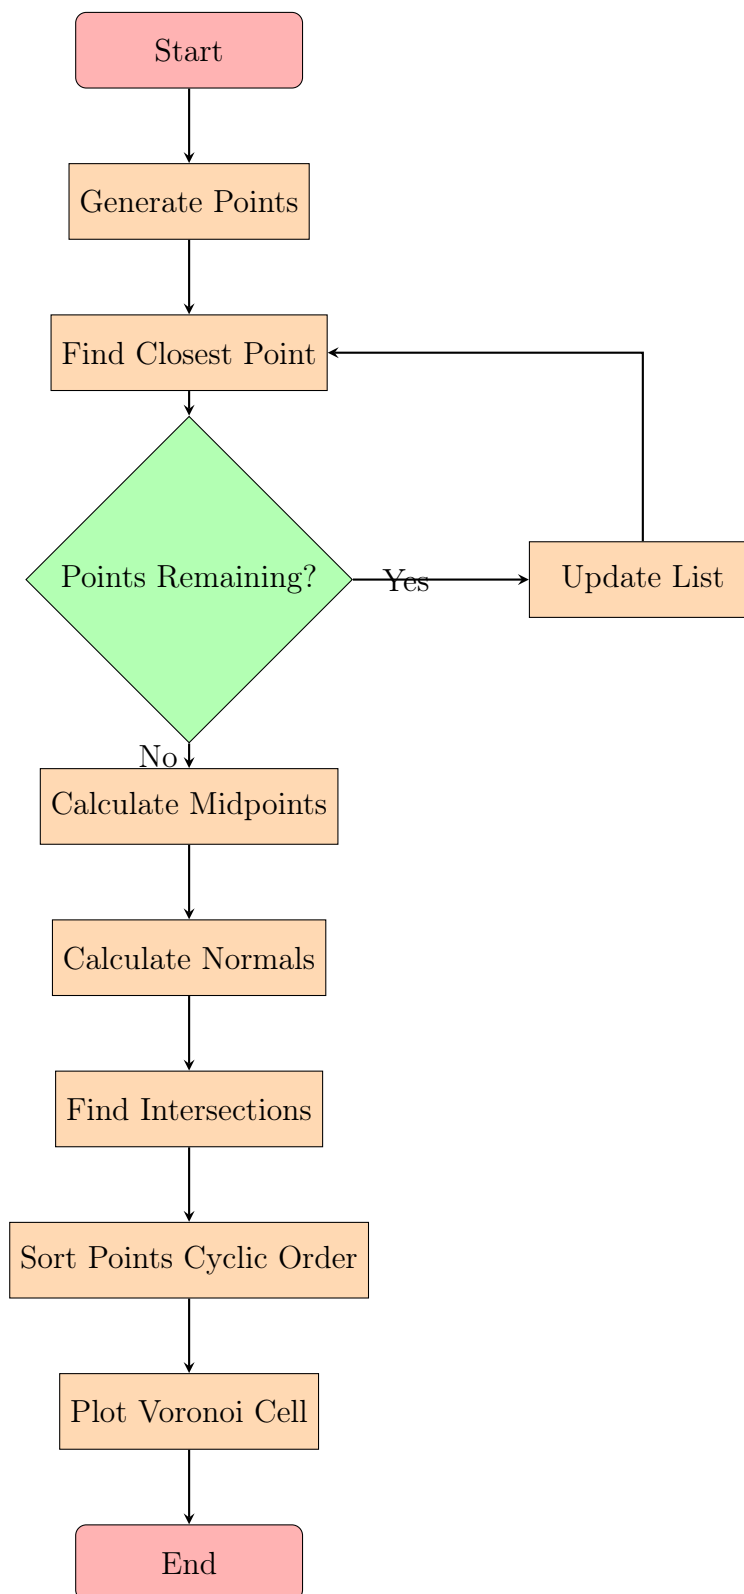 Start
Generate Points
Find Closest Point
Points Remaining?
Yes
Update List
No
Calculate Midpoints
Calculate Normals
Find Intersections
Sort Points Cyclic Order
Plot Voronoi Cell
End